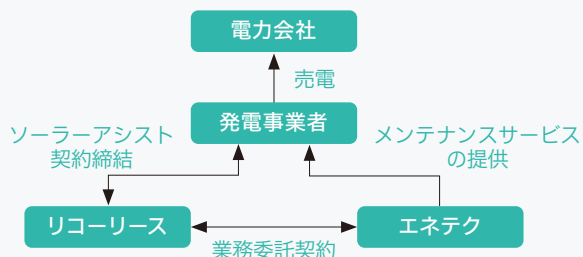 電力会社
売電
発電事業者
ソーラーアシスト
契約締結
メンテナンスサービス
の提供
リコーリース
エネテク
業務委託契約